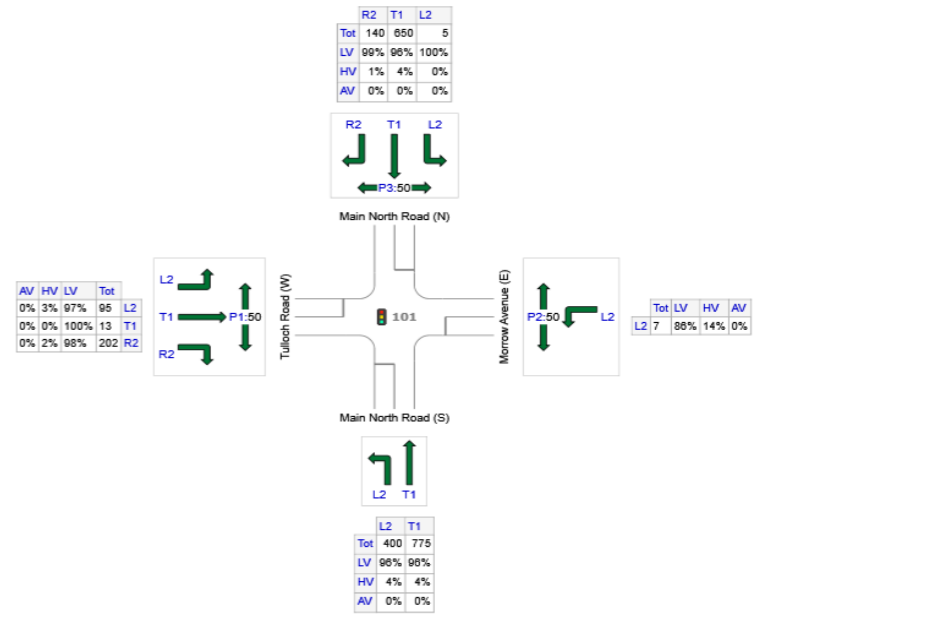 R2 T1 L2
Tot 140 650 5
LV 99% 96% 100%
HV 1% 4% 0%
AV 0% 0% 0%
R2 T1 L2
P3:50
Main North Road (N)
AV HV LV Tot
0% 3% 97% 95 L2
0% 0% 100% 13 T1
0% 2% 98% 202 R2
L2
T1 P1:50
R2
Tulloch Road (W)
101
Morrow Avenue (E)
P2:50 L2
Tot LV HV AV
L2 7 86% 14% 0%
Main North Road (S)
L2 T1
L2 T1
Tot 400 775
LV 96% 96%
HV 4% 4%
AV 0% 0%